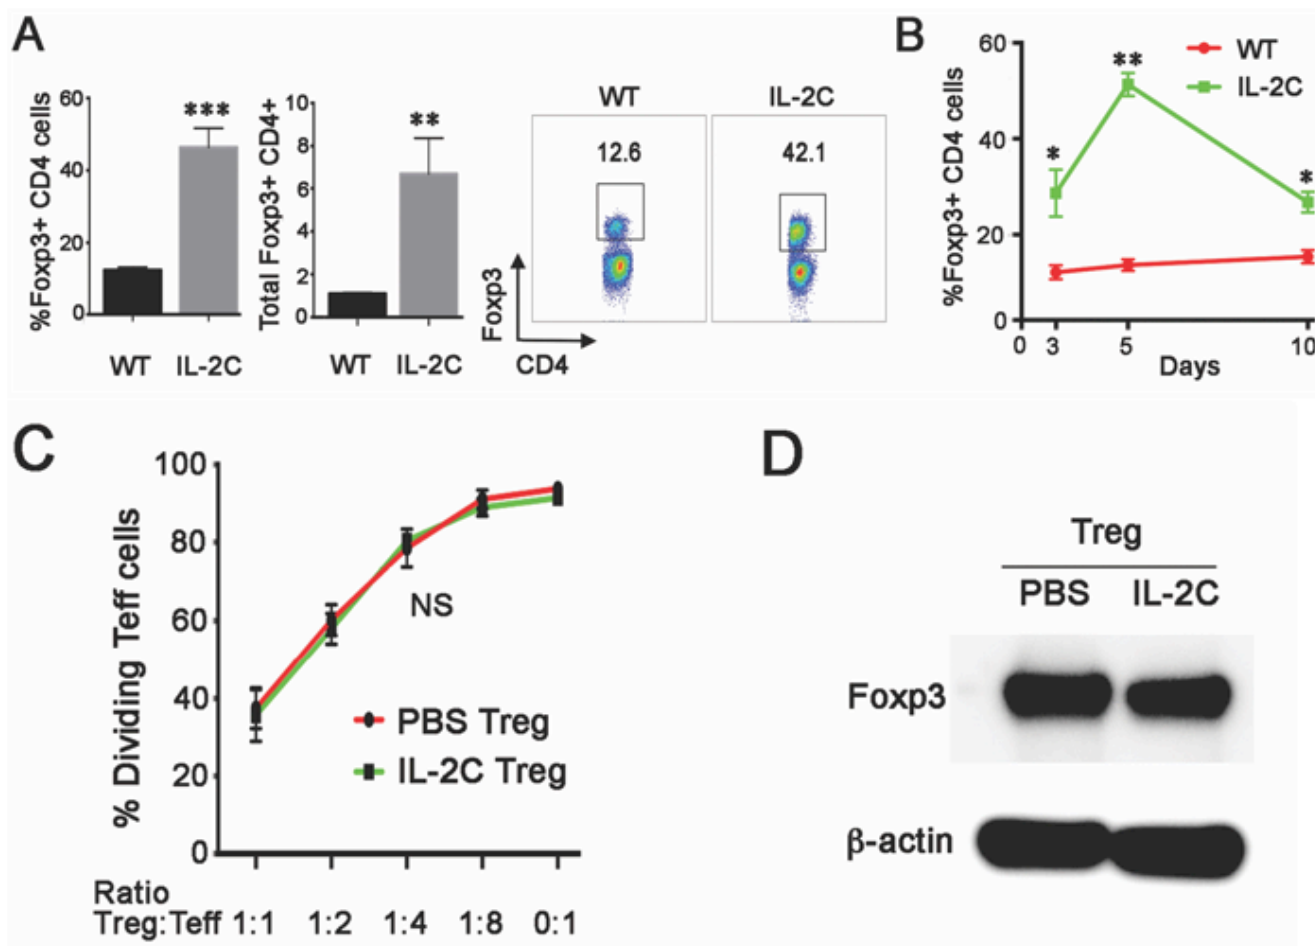 A
%Foxp3+ CD4 cells
60
40
20
0
***
WT IL-2C
Total Foxp3+ CD4+
10
8
6
4
2
0
**
WT IL-2C
WT IL-2C
12.6 42.1
Foxp3
CD4
B
%Foxp3+ CD4 cells
60
40
20
0
*
**
*
WT
IL-2C
0 3 5 10
Days
C
% Dividing Teff cells
100
80
60
40
20
0
NS
PBS Treg
IL-2C Treg
Ratio
Treg:Teff 1:1 1:2 1:4 1:8 0:1
D
Treg
PBS IL-2C
Foxp3
β-actin